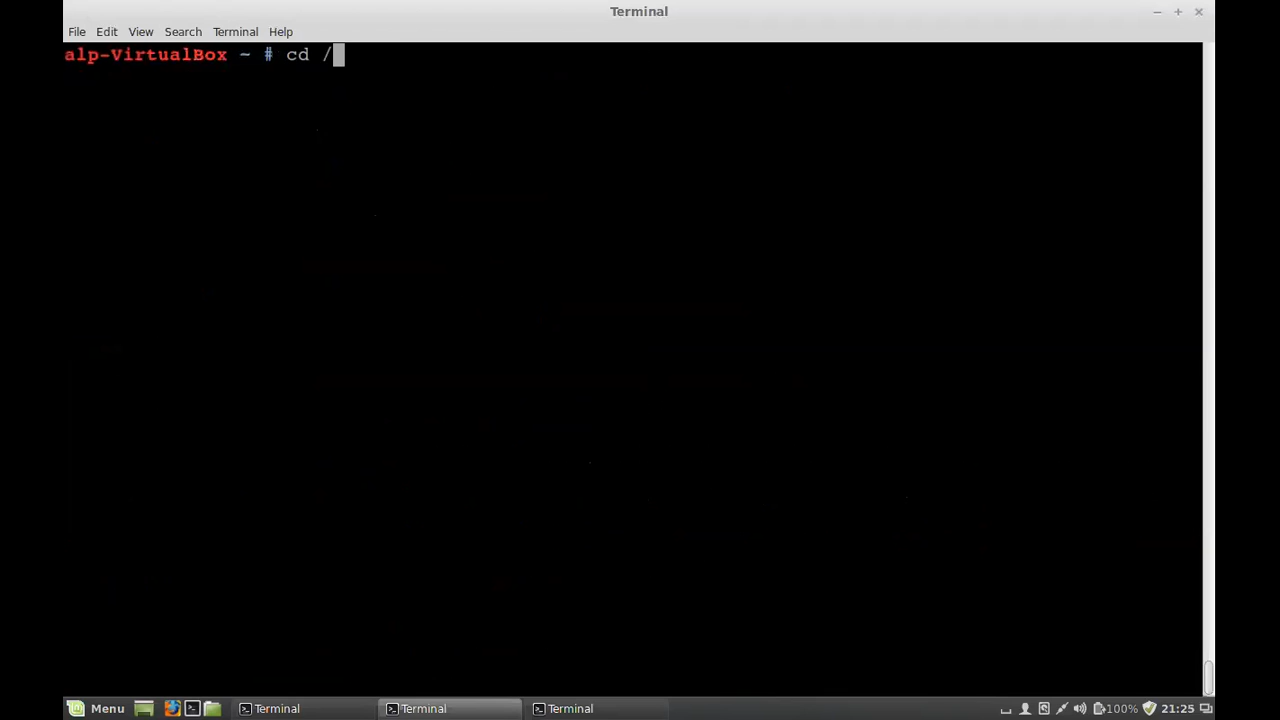 Terminal
File Edit View Search Terminal Help
alp-VirtualBox ~ # cd /
Menu Terminal Terminal Terminal 100% 21:25